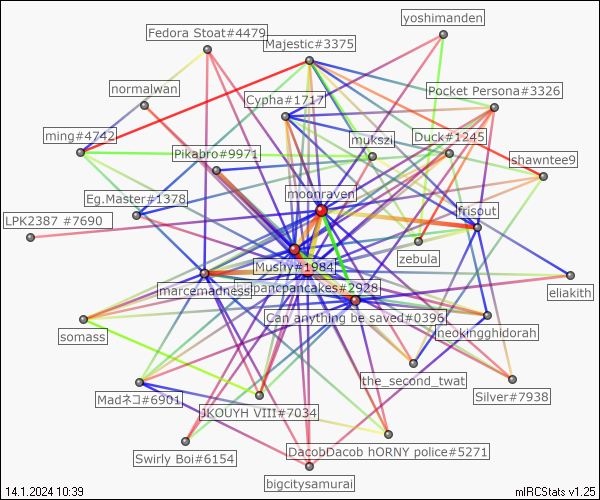 yoshimanden
Fedora Stoat#4479
Majestic#3375
normalwan
Pocket Persona#3326
Cypha#1717
ming#4742
mukszi
Duck#1245
Pikabro#9971
shawntee9
moonraven
Eg.Master#1378
frisout
LPK2387 #7690
zebula
Mushy#1984
marcemadness
pancpancakes#2928
eliakith
Can anything be saved#0396
somass
neokingghidorah
the_second_twat
Silver#7938
Madネコ#6901
JKOUYH VIII#7034
DacobDacob hORNY police#5271
Swirly Boi#6154
bigcitysamurai
14.1.2024 10:39
mIRCStats v1.25